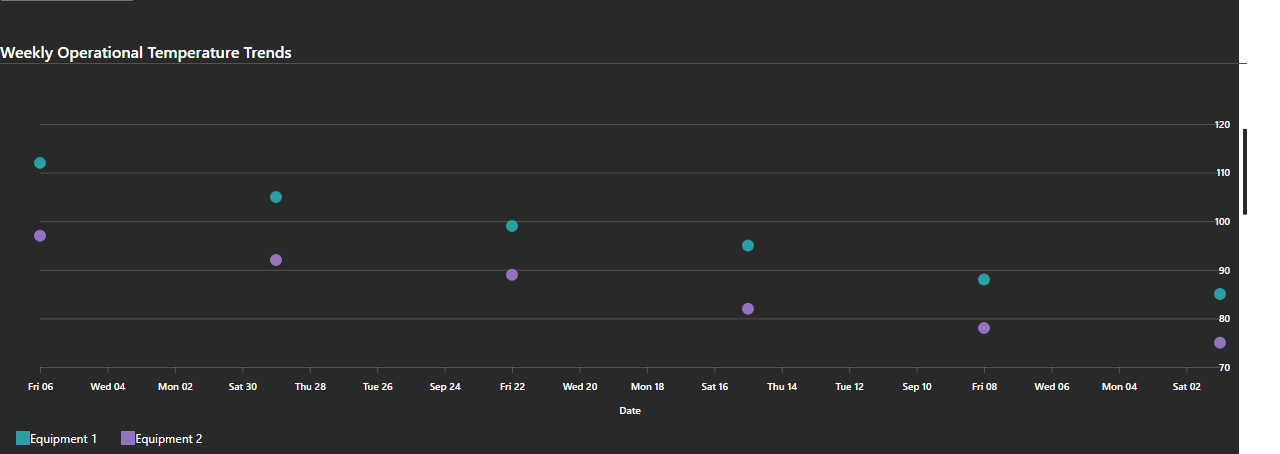 Weekly Operational Temperature Trends
120
110
100
90
80
70
Fri 06 Wed 04 Mon 02 Sat 30 Thu 28 Tue 26 Sep 24 Fri 22 Wed 20 Mon 18 Sat 16 Thu 14 Tue 12 Sep 10 Fri 08 Wed 06 Mon 04 Sat 02
Date
Equipment 1 Equipment 2